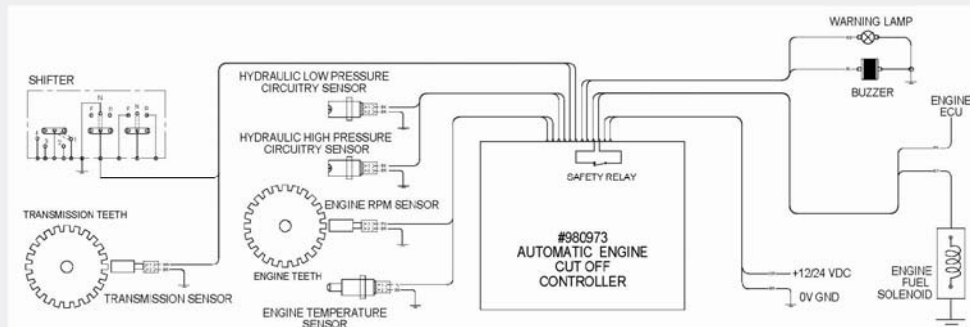 WARNING LAMP
BUZZER
ENGINE
ECU
SHIFTER
HYDRAULIC LOW PRESSURE
CIRCUITRY SENSOR
HYDRAULIC HIGH PRESSURE
CIRCUITRY SENSOR
SAFETY RELAY
ENGINE RPM SENSOR
TRANSMISSION TEETH
ENGINE TEETH
#980973
AUTOMATIC ENGINE
CUT OFF
CONTROLLER
TRANSMISSION SENSOR
ENGINE TEMPERATURE
SENSOR
+12/24 VDC
0V GND
ENGINE
FUEL
SOLENOID
N
F
R
F
N
R